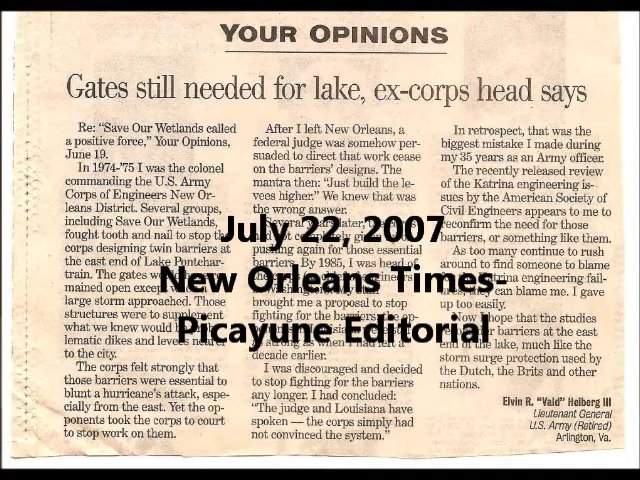 YOUR OPINIONS
Gates still needed for lake, ex-corps head says
Re: “Save Our Wetlands called
a positive force,” Your Opinions,
June 19.
In 1974-’75 I was the colonel
commanding the U.S. Army
Corps of Engineers New Or-
leans District. Several groups,
including Save Our Wetlands,
fought tooth and nail to stop the
corps designing twin barriers at
the east end of Lake Pontchar-
train. The gates
mained open except
large storm approached. Those
structures were to supplement
what we knew would
lematic dikes and levees nearer
to the city.
The corps felt strongly that
those barriers were essential to
blunt a hurricane’s attack, espe-
cially from the east. Yet the op-
ponents took the corps to court
to stop work on them.
After I left New Orleans, a
federal judge was somehow per-
suaded to direct that work cease
on the barriers’ designs. The
mantra then: “Just build the le-
vees higher.” We knew that was
the wrong answer.
Several years later,
pushing again for those essential
barriers. By 1985, I was head of
brought me a proposal to stop
fighting for the barriers
strong as when I had left a
decade earlier.
I was discouraged and decided
to stop fighting for the barriers
any longer. I had concluded:
“The judge and Louisiana have
spoken — the corps simply had
not convinced the system.”
In retrospect, that was the
biggest mistake I made during
my 35 years as an Army officer.
The recently released review
of the Katrina engineering is-
sues by the American Society of
Civil Engineers appears to me to
reconfirm the need for those
barriers, or something like them.
As too many continue to rush
around to find someone to blame
engineering fail-
ures, they can blame me. I gave
up too easily.
Now I hope that the studies
barriers at the east
end of the lake, much like the
storm surge protection used by
the Dutch, the Brits and other
nations.
Elvin R. “Vald” Heiberg III
Lieutenant General
U.S. Army (Retired)
Arlington, Va.
July 22, 2007
New Orleans Times-
Picayune Editorial